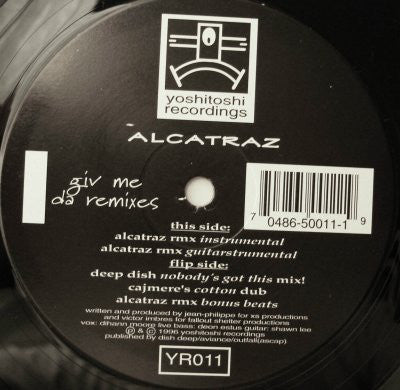 yoshitoshi
recordings
ALCATRAZ
giv me
da remixes
7 0486-50011-1 9
this side:
alcatraz rmx instrumental
alcatraz rmx guitarstrumental
flip side:
deep dish nobody's got this mix!
cajmere's cotton dub
alcatraz rmx bonus beats
written and produced by jean-philippe for xs productions
and victor imbres for fallout shelter productions
vox: dihann moore live bass: deon estus guitar: shawn lee
℗ & © 1996 yoshitoshi recordings
published by dish deep/aviance/outfall(ascap)
YR011